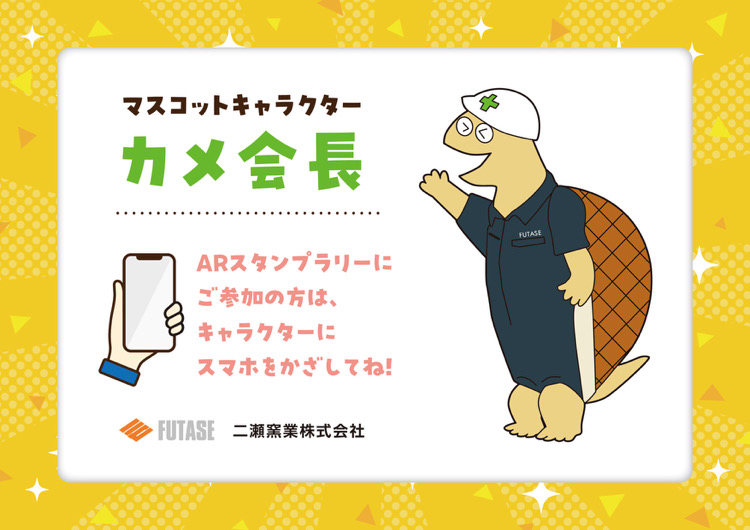 マスコットキャラクター
カメ会長
ARスタンプラリーに
ご参加の方は、
キャラクターに
スマホをかざしてね!
FUTASE 二瀬窯業株式会社
FUTASE